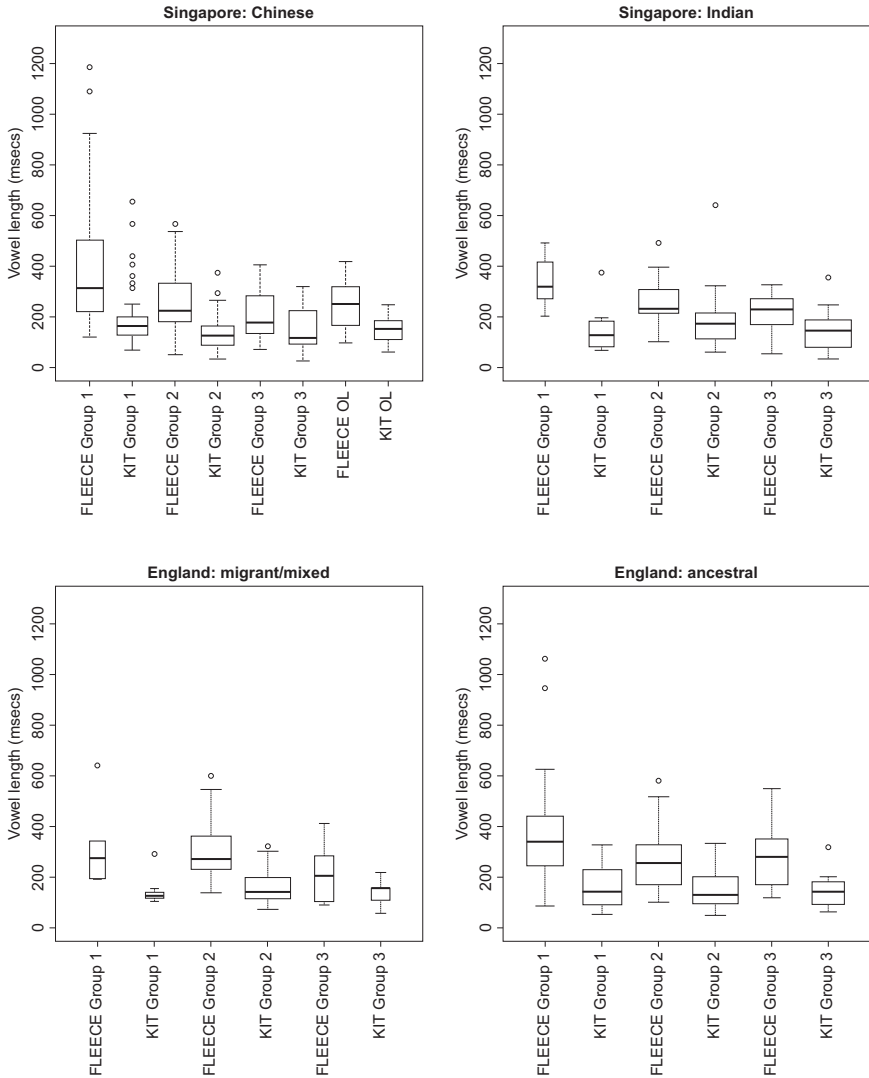 Singapore: Chinese
Vowel length (msecs)
0 200 400 600 800 1000 1200
FLEECE Group 1
KIT Group 1
FLEECE Group 2
KIT Group 2
FLEECE Group 3
KIT Group 3
FLEECE OL
KIT OL
Singapore: Indian
Vowel length (msecs)
0 200 400 600 800 1000 1200
FLEECE Group 1
KIT Group 1
FLEECE Group 2
KIT Group 2
FLEECE Group 3
KIT Group 3
England: migrant/mixed
Vowel length (msecs)
0 200 400 600 800 1000 1200
FLEECE Group 1
KIT Group 1
FLEECE Group 2
KIT Group 2
FLEECE Group 3
KIT Group 3
England: ancestral
Vowel length (msecs)
0 200 400 600 800 1000 1200
FLEECE Group 1
KIT Group 1
FLEECE Group 2
KIT Group 2
FLEECE Group 3
KIT Group 3